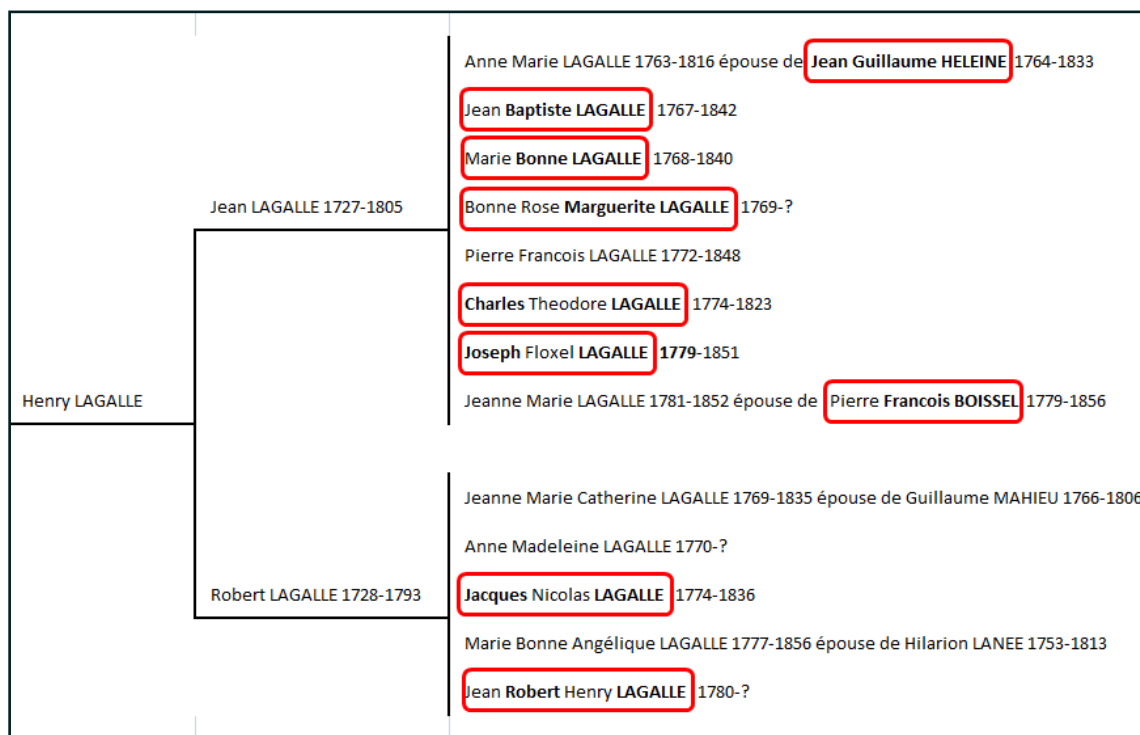 Anne Marie LAGALLE 1763-1816 épouse de Jean Guillaume HELEINE 1764-1833
Jean Baptiste LAGALLE 1767-1842
Marie Bonne LAGALLE 1768-1840
Jean LAGALLE 1727-1805
Bonne Rose Marguerite LAGALLE 1769-?
Pierre Francois LAGALLE 1772-1848
Charles Theodore LAGALLE 1774-1823
Joseph Floxel LAGALLE 1779-1851
Henry LAGALLE
Jeanne Marie LAGALLE 1781-1852 épouse de Pierre Francois BOISSEL 1779-1856
Jeanne Marie Catherine LAGALLE 1769-1835 épouse de Guillaume MAHIEU 1766-1806
Anne Madeleine LAGALLE 1770-?
Robert LAGALLE 1728-1793
Jacques Nicolas LAGALLE 1774-1836
Marie Bonne Angélique LAGALLE 1777-1856 épouse de Hilarion LANEE 1753-1813
Jean Robert Henry LAGALLE 1780-?